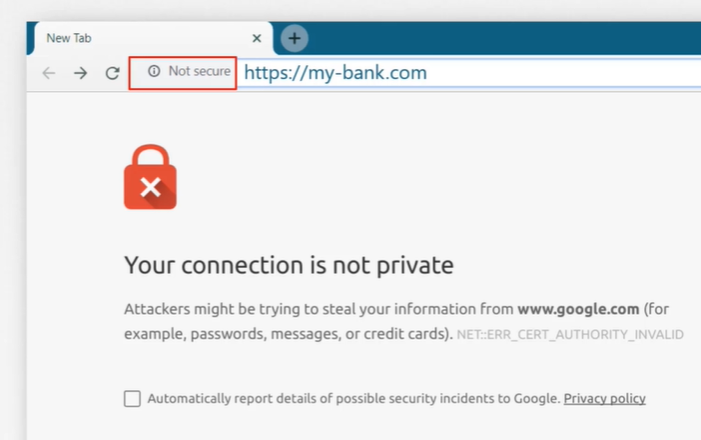 New Tab
Not secure https://my-bank.com
Your connection is not private
Attackers might be trying to steal your information from www.google.com (for
example, passwords, messages, or credit cards). NET::ERR_CERT_AUTHORITY_INVALID
Automatically report details of possible security incidents to Google. Privacy policy